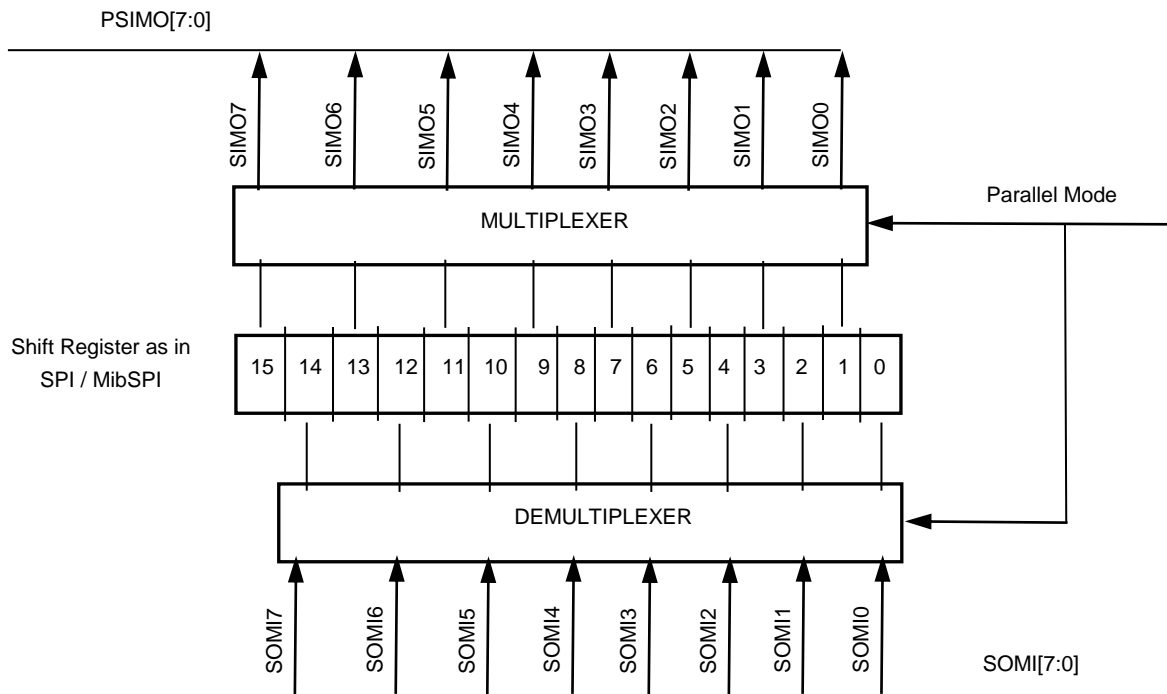 PSIMO[7:0]
SIMO7
SIMO6
SIMO5
SIMO4
SIMO3
SIMO2
SIMO1
SIMO0
Parallel Mode
MULTIPLEXER
Shift Register as in
SPI / MibSPI
15 14 13 12 11 10 9 8 7 6 5 4 3 2 1 0
DEMULTIPLEXER
SOMI7
SOMI6
SOMI5
SOMI4
SOMI3
SOMI2
SOMI1
SOMI0
SOMI[7:0]